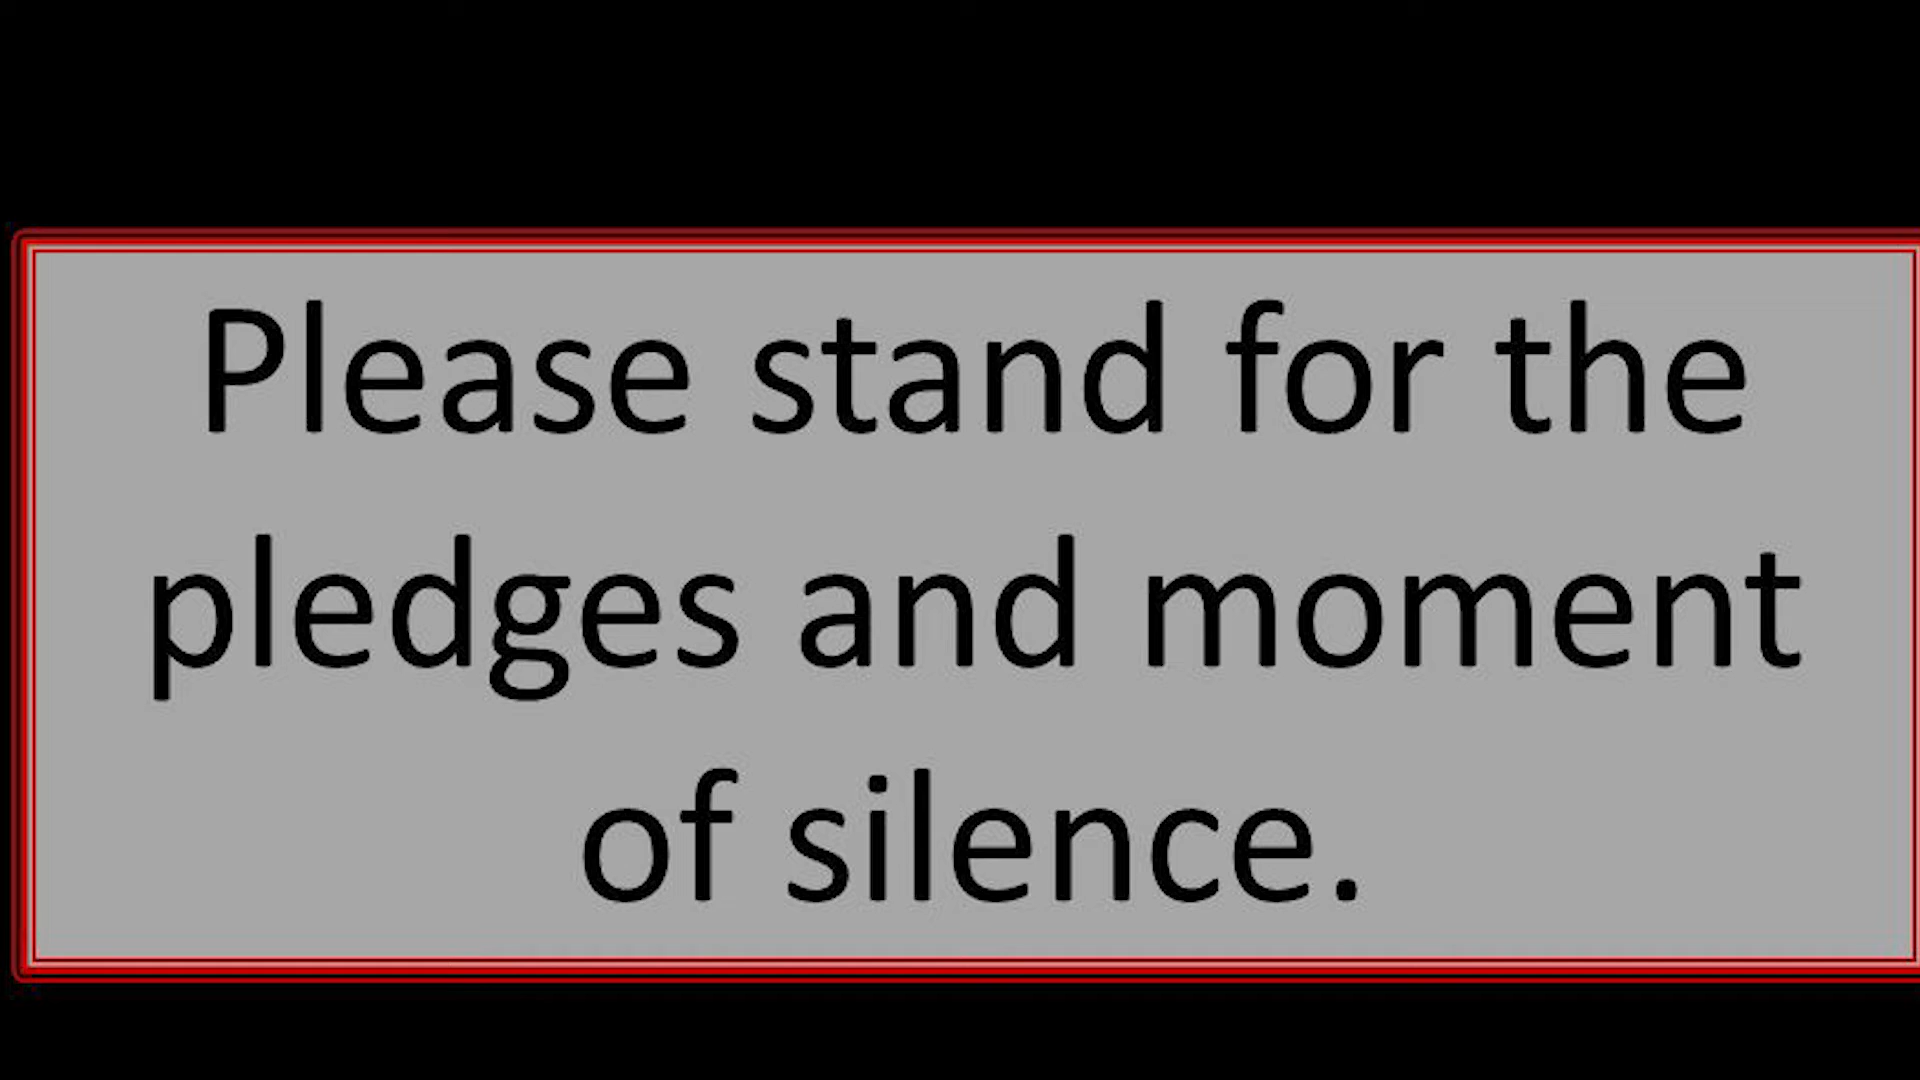 Please stand for the
pledges and moment
of silence.